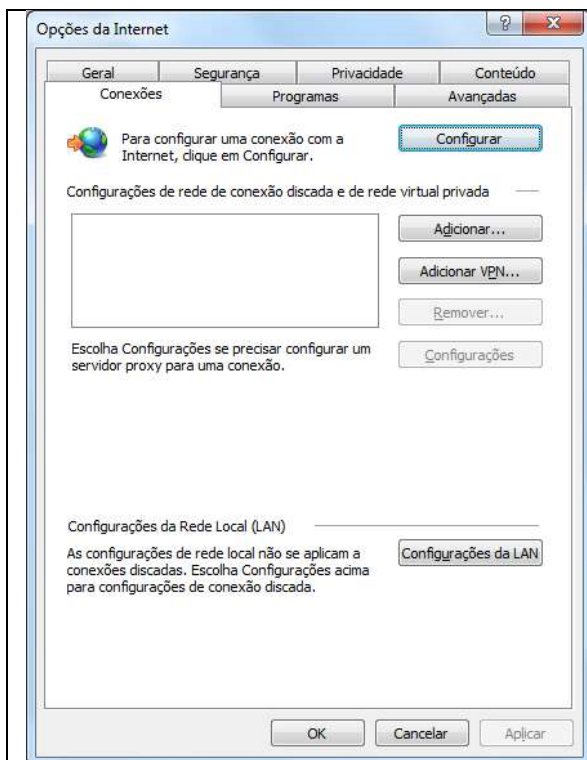 Opções da Internet
Geral
Segurança
Privacidade
Conteúdo
Conexões
Programas
Avançadas
Para configurar uma conexão com a
Internet, clique em Configurar.
Configurar
Configurações de rede de conexão discada e de rede virtual privada
Adicionar...
Adicionar VPN...
Remover...
Escolha Configurações se precisar configurar um
servidor proxy para uma conexão.
Configurações
Configurações da Rede Local (LAN)
As configurações de rede local não se aplicam a
conexões discadas. Escolha Configurações acima
para configurações de conexão discada.
Configurações da LAN
OK
Cancelar
Aplicar